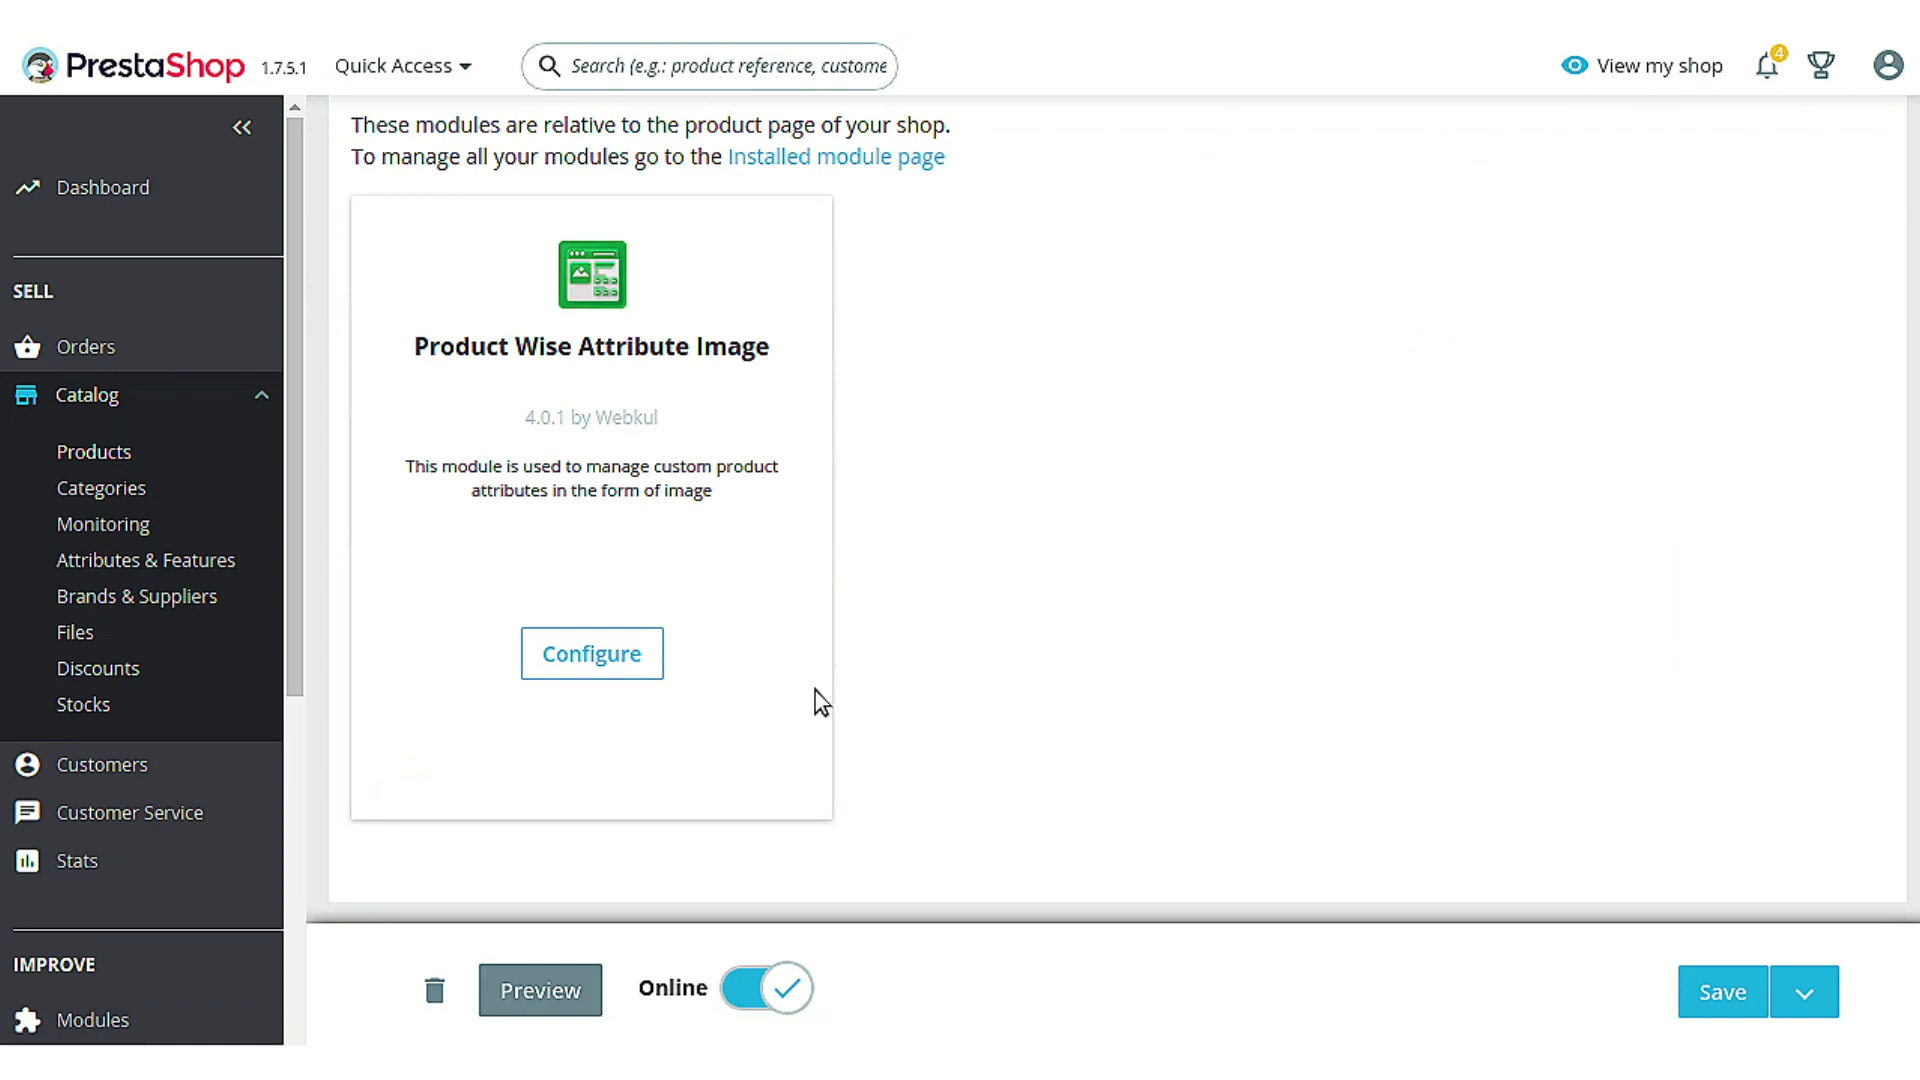 PrestaShop 1.7.5.1 Quick Access Search (e.g.: product reference, custome View my shop 4
These modules are relative to the product page of your shop.
To manage all your modules go to the Installed module page
Dashboard
SELL
Orders
Catalog
Products
Categories
Monitoring
Attributes & Features
Brands & Suppliers
Files
Discounts
Stocks
Customers
Customer Service
Stats
IMPROVE
Modules
Product Wise Attribute Image
4.0.1 by Webkul
This module is used to manage custom product
attributes in the form of image
Configure
Preview Online Save